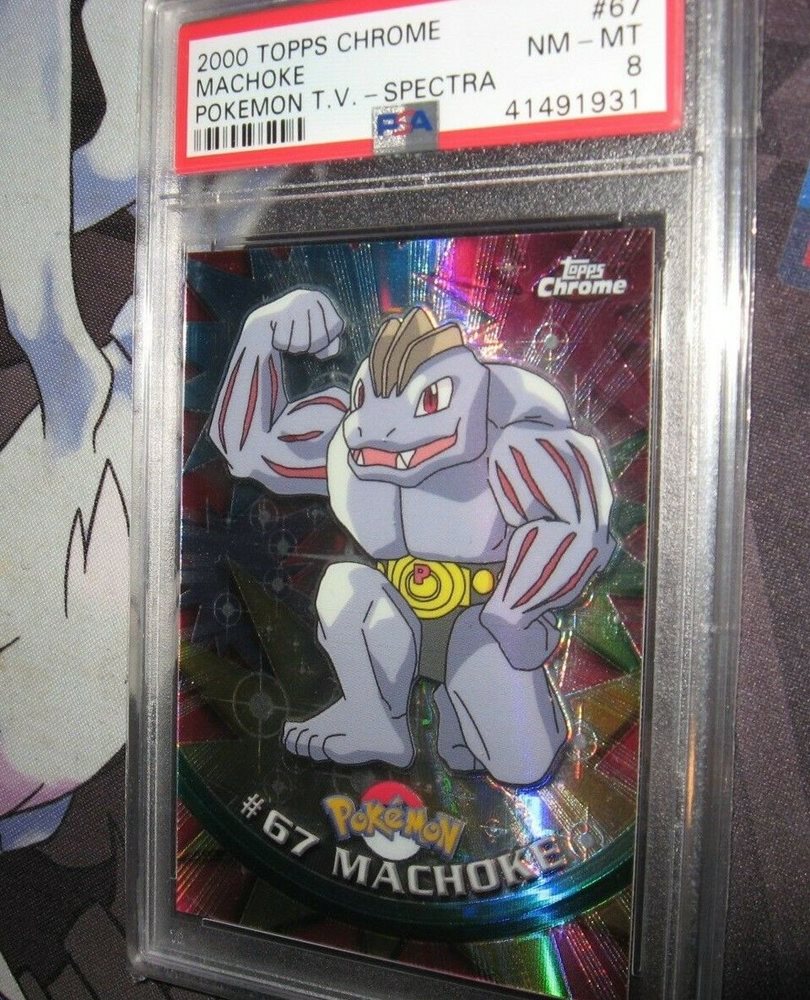 2000 TOPPS CHROME #67
MACHOKE NM - MT
POKEMON T.V. - SPECTRA 8
41491931
PSA
TOPPS
Chrome
P
POKéMON
#67 MACHOKE